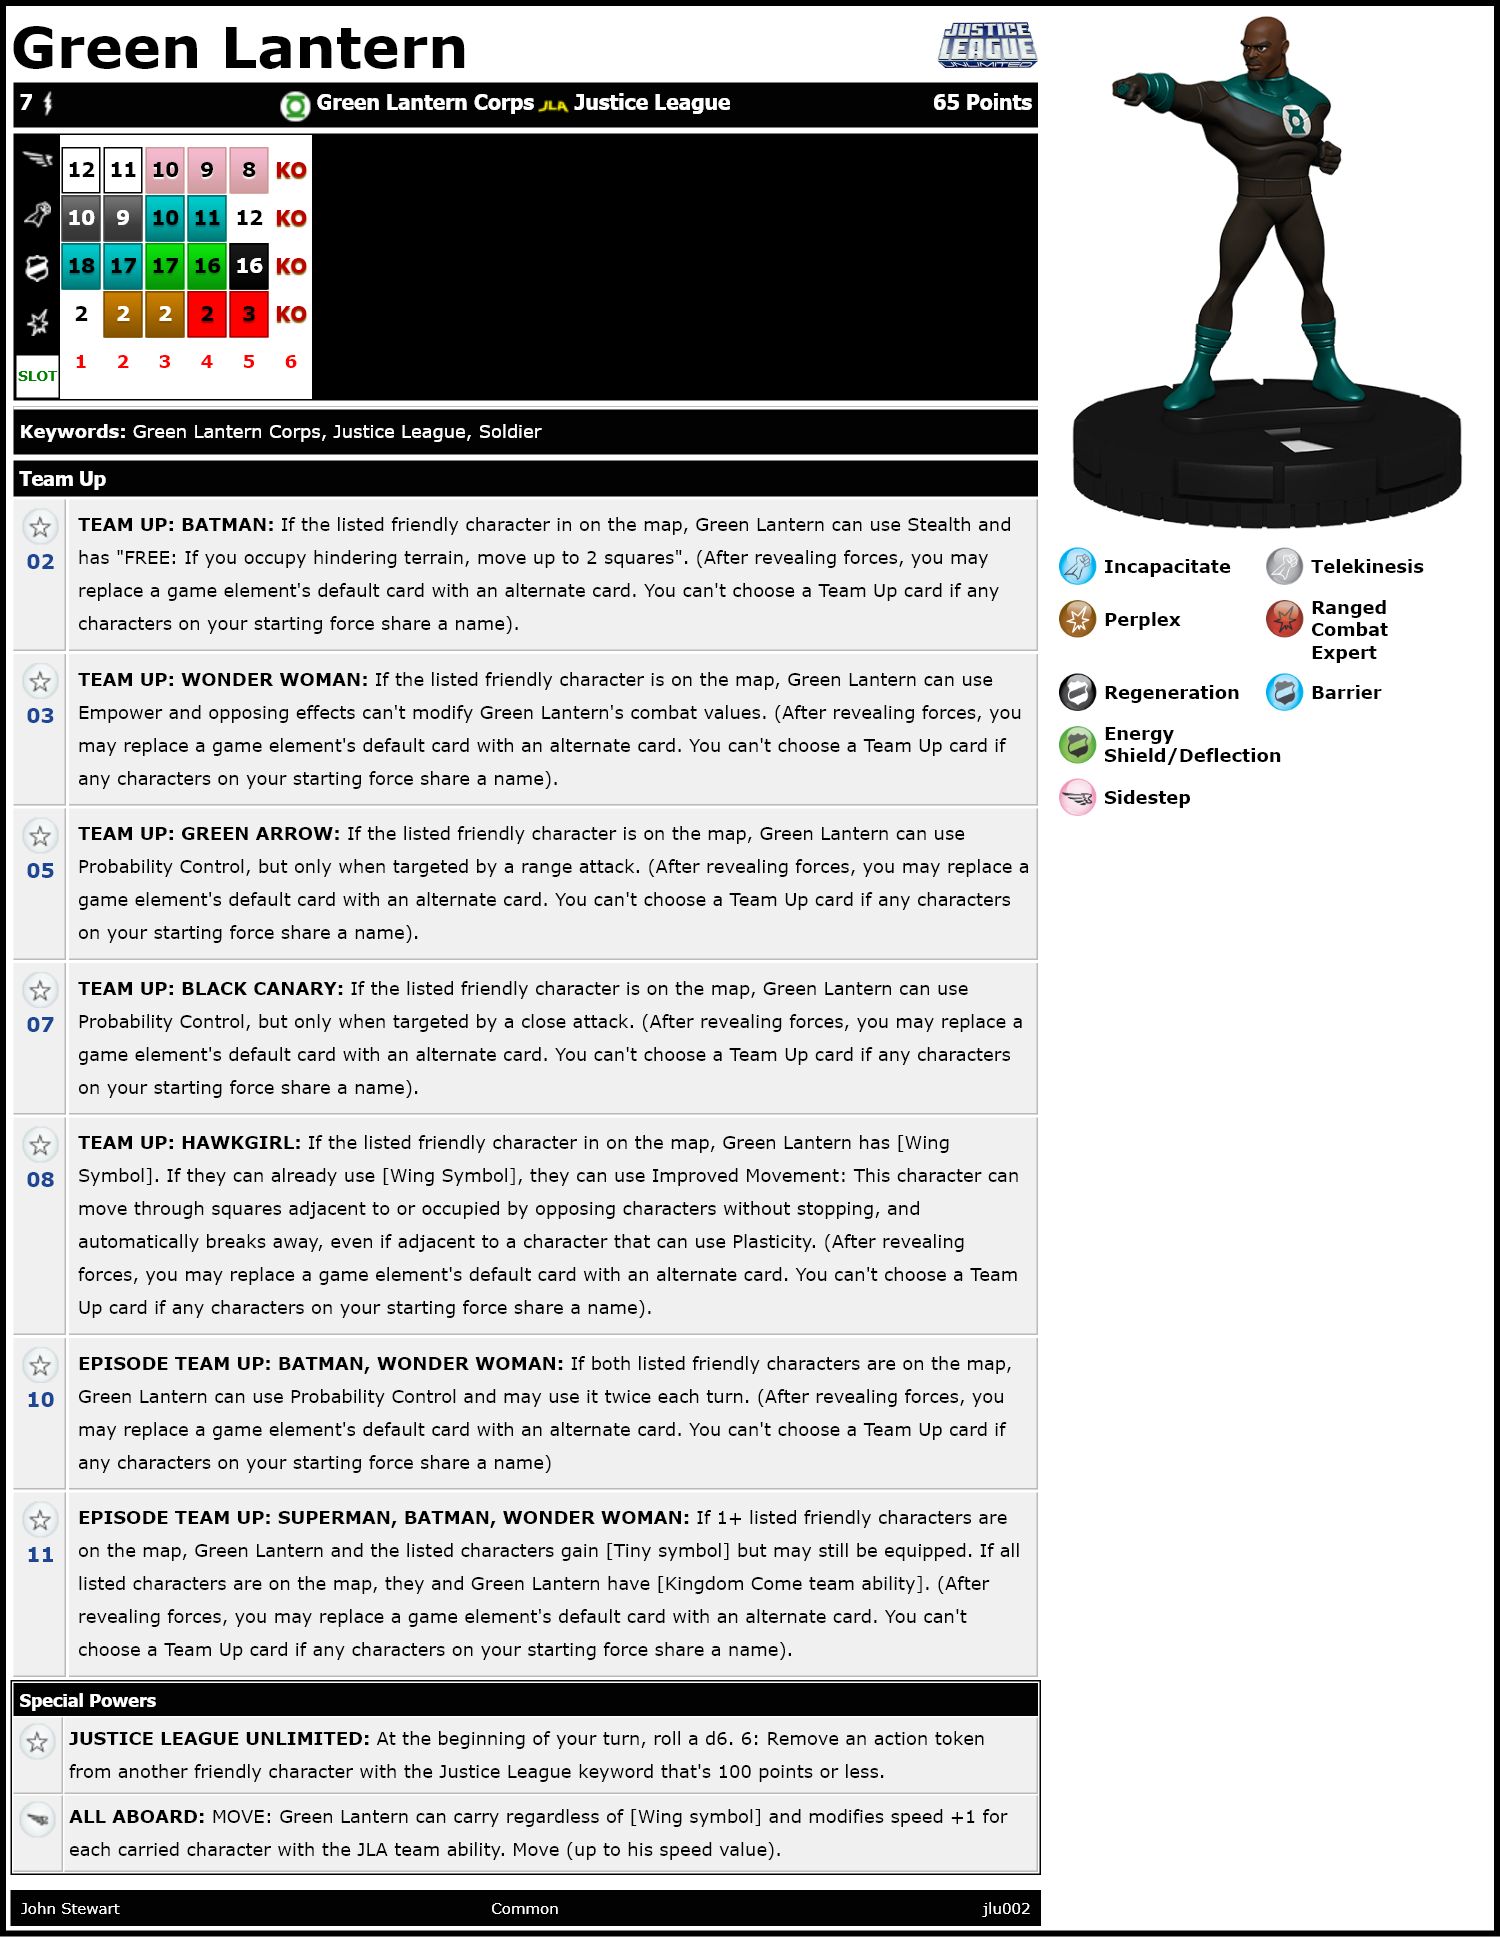 Green Lantern
JUSTICE
LEAGUE
UNLIMITED
7 Green Lantern Corps JLA Justice League 65 Points
12 11 10 9 8 KO
10 9 10 11 12 KO
18 17 17 16 16 KO
2 2 2 2 3 KO
SLOT 1 2 3 4 5 6
Keywords: Green Lantern Corps, Justice League, Soldier
Team Up
02
TEAM UP: BATMAN: If the listed friendly character in on the map, Green Lantern can use Stealth and
has "FREE: If you occupy hindering terrain, move up to 2 squares". (After revealing forces, you may
replace a game element's default card with an alternate card. You can't choose a Team Up card if any
characters on your starting force share a name).
03
TEAM UP: WONDER WOMAN: If the listed friendly character is on the map, Green Lantern can use
Empower and opposing effects can't modify Green Lantern's combat values. (After revealing forces, you
may replace a game element's default card with an alternate card. You can't choose a Team Up card if
any characters on your starting force share a name).
05
TEAM UP: GREEN ARROW: If the listed friendly character is on the map, Green Lantern can use
Probability Control, but only when targeted by a range attack. (After revealing forces, you may replace a
game element's default card with an alternate card. You can't choose a Team Up card if any characters
on your starting force share a name).
07
TEAM UP: BLACK CANARY: If the listed friendly character is on the map, Green Lantern can use
Probability Control, but only when targeted by a close attack. (After revealing forces, you may replace a
game element's default card with an alternate card. You can't choose a Team Up card if any characters
on your starting force share a name).
08
TEAM UP: HAWKGIRL: If the listed friendly character in on the map, Green Lantern has [Wing
Symbol]. If they can already use [Wing Symbol], they can use Improved Movement: This character can
move through squares adjacent to or occupied by opposing characters without stopping, and
automatically breaks away, even if adjacent to a character that can use Plasticity. (After revealing
forces, you may replace a game element's default card with an alternate card. You can't choose a Team
Up card if any characters on your starting force share a name).
10
EPISODE TEAM UP: BATMAN, WONDER WOMAN: If both listed friendly characters are on the map,
Green Lantern can use Probability Control and may use it twice each turn. (After revealing forces, you
may replace a game element's default card with an alternate card. You can't choose a Team Up card if
any characters on your starting force share a name)
11
EPISODE TEAM UP: SUPERMAN, BATMAN, WONDER WOMAN: If 1+ listed friendly characters are
on the map, Green Lantern and the listed characters gain [Tiny symbol] but may still be equipped. If all
listed characters are on the map, they and Green Lantern have [Kingdom Come team ability]. (After
revealing forces, you may replace a game element's default card with an alternate card. You can't
choose a Team Up card if any characters on your starting force share a name).
Special Powers
JUSTICE LEAGUE UNLIMITED: At the beginning of your turn, roll a d6. 6: Remove an action token
from another friendly character with the Justice League keyword that's 100 points or less.
ALL ABOARD: MOVE: Green Lantern can carry regardless of [Wing symbol] and modifies speed +1 for
each carried character with the JLA team ability. Move (up to his speed value).
John Stewart Common jlu002
Incapacitate Telekinesis
Perplex Ranged
Combat
Expert
Regeneration Barrier
Energy
Shield/Deflection
Sidestep